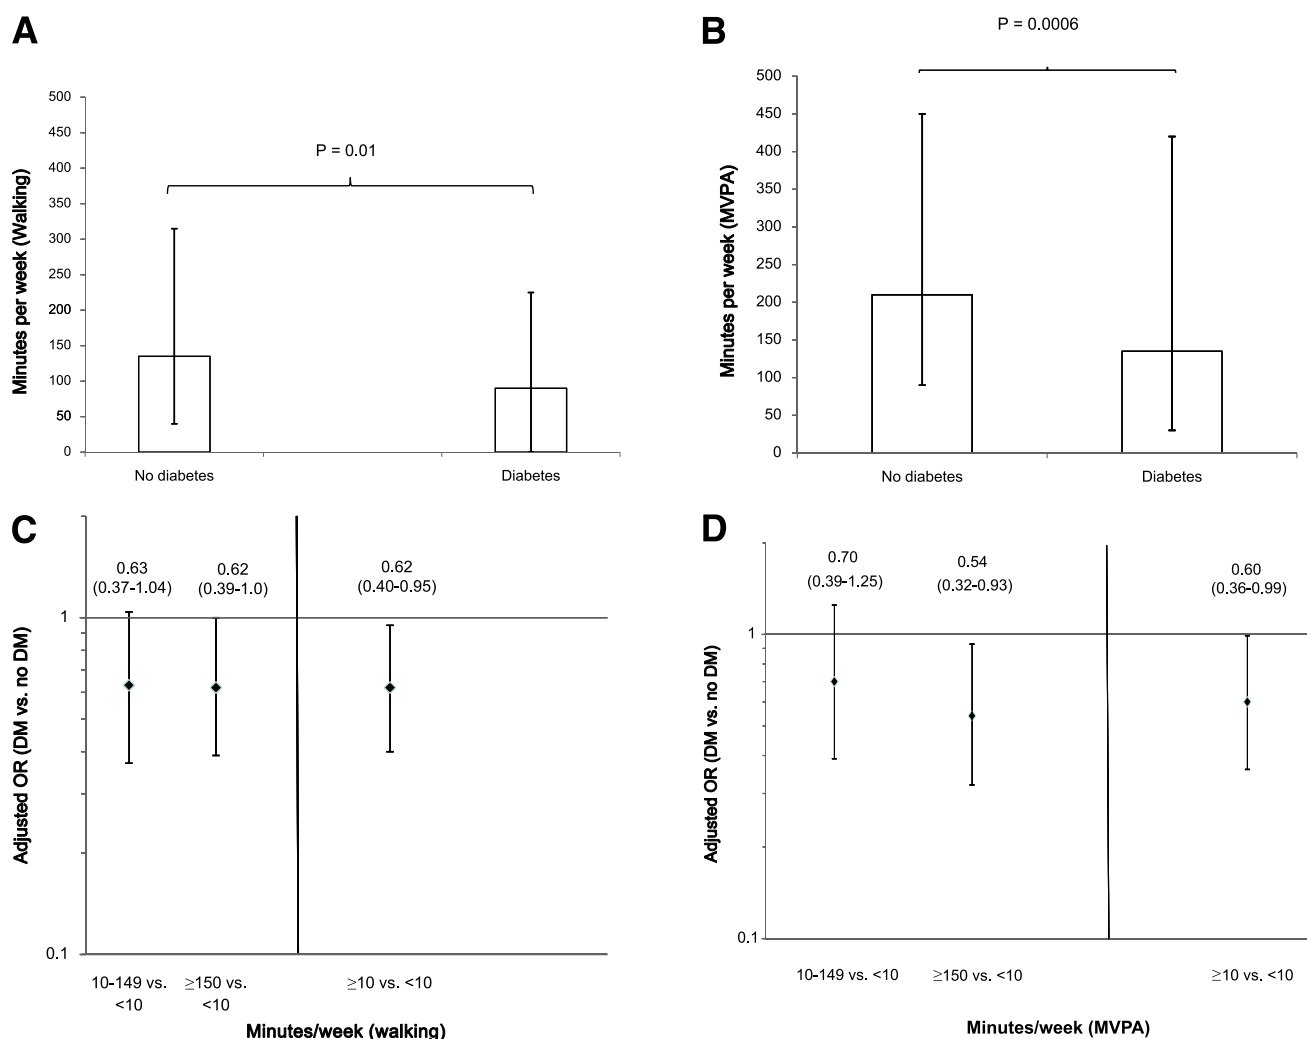 A
Minutes per week (Walking)
500
450
400
350
300
250
200
150
100
50
0
P = 0.01
No diabetes
Diabetes
B
P = 0.0006
Minutes per week (MVPA)
500
450
400
350
300
250
200
150
100
50
0
No diabetes
Diabetes
C
Adjusted OR (DM vs. no DM)
1
0.1
0.63
(0.37-1.04)
0.62
(0.39-1.0)
0.62
(0.40-0.95)
10-149 vs.
<10
≥150 vs.
<10
≥10 vs. <10
Minutes/week (walking)
D
Adjusted OR (DM vs. no DM)
1
0.1
0.70
(0.39-1.25)
0.54
(0.32-0.93)
0.60
(0.36-0.99)
10-149 vs. <10
≥150 vs. <10
≥10 vs. <10
Minutes/week (MVPA)